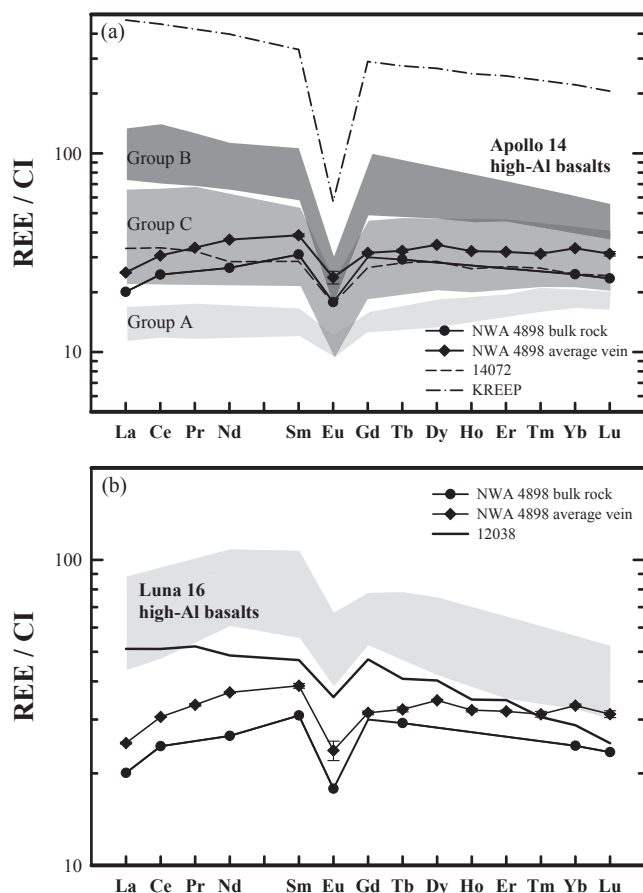 (a)
Group B
Apollo 14
high-Al basalts
Group C
Group A
NWA 4898 bulk rock
NWA 4898 average vein
14072
KREEP
REE / CI
100
10
La Ce Pr Nd Sm Eu Gd Tb Dy Ho Er Tm Yb Lu
(b)
NWA 4898 bulk rock
NWA 4898 average vein
12038
Luna 16
high-Al basalts
REE / CI
100
10
La Ce Pr Nd Sm Eu Gd Tb Dy Ho Er Tm Yb Lu